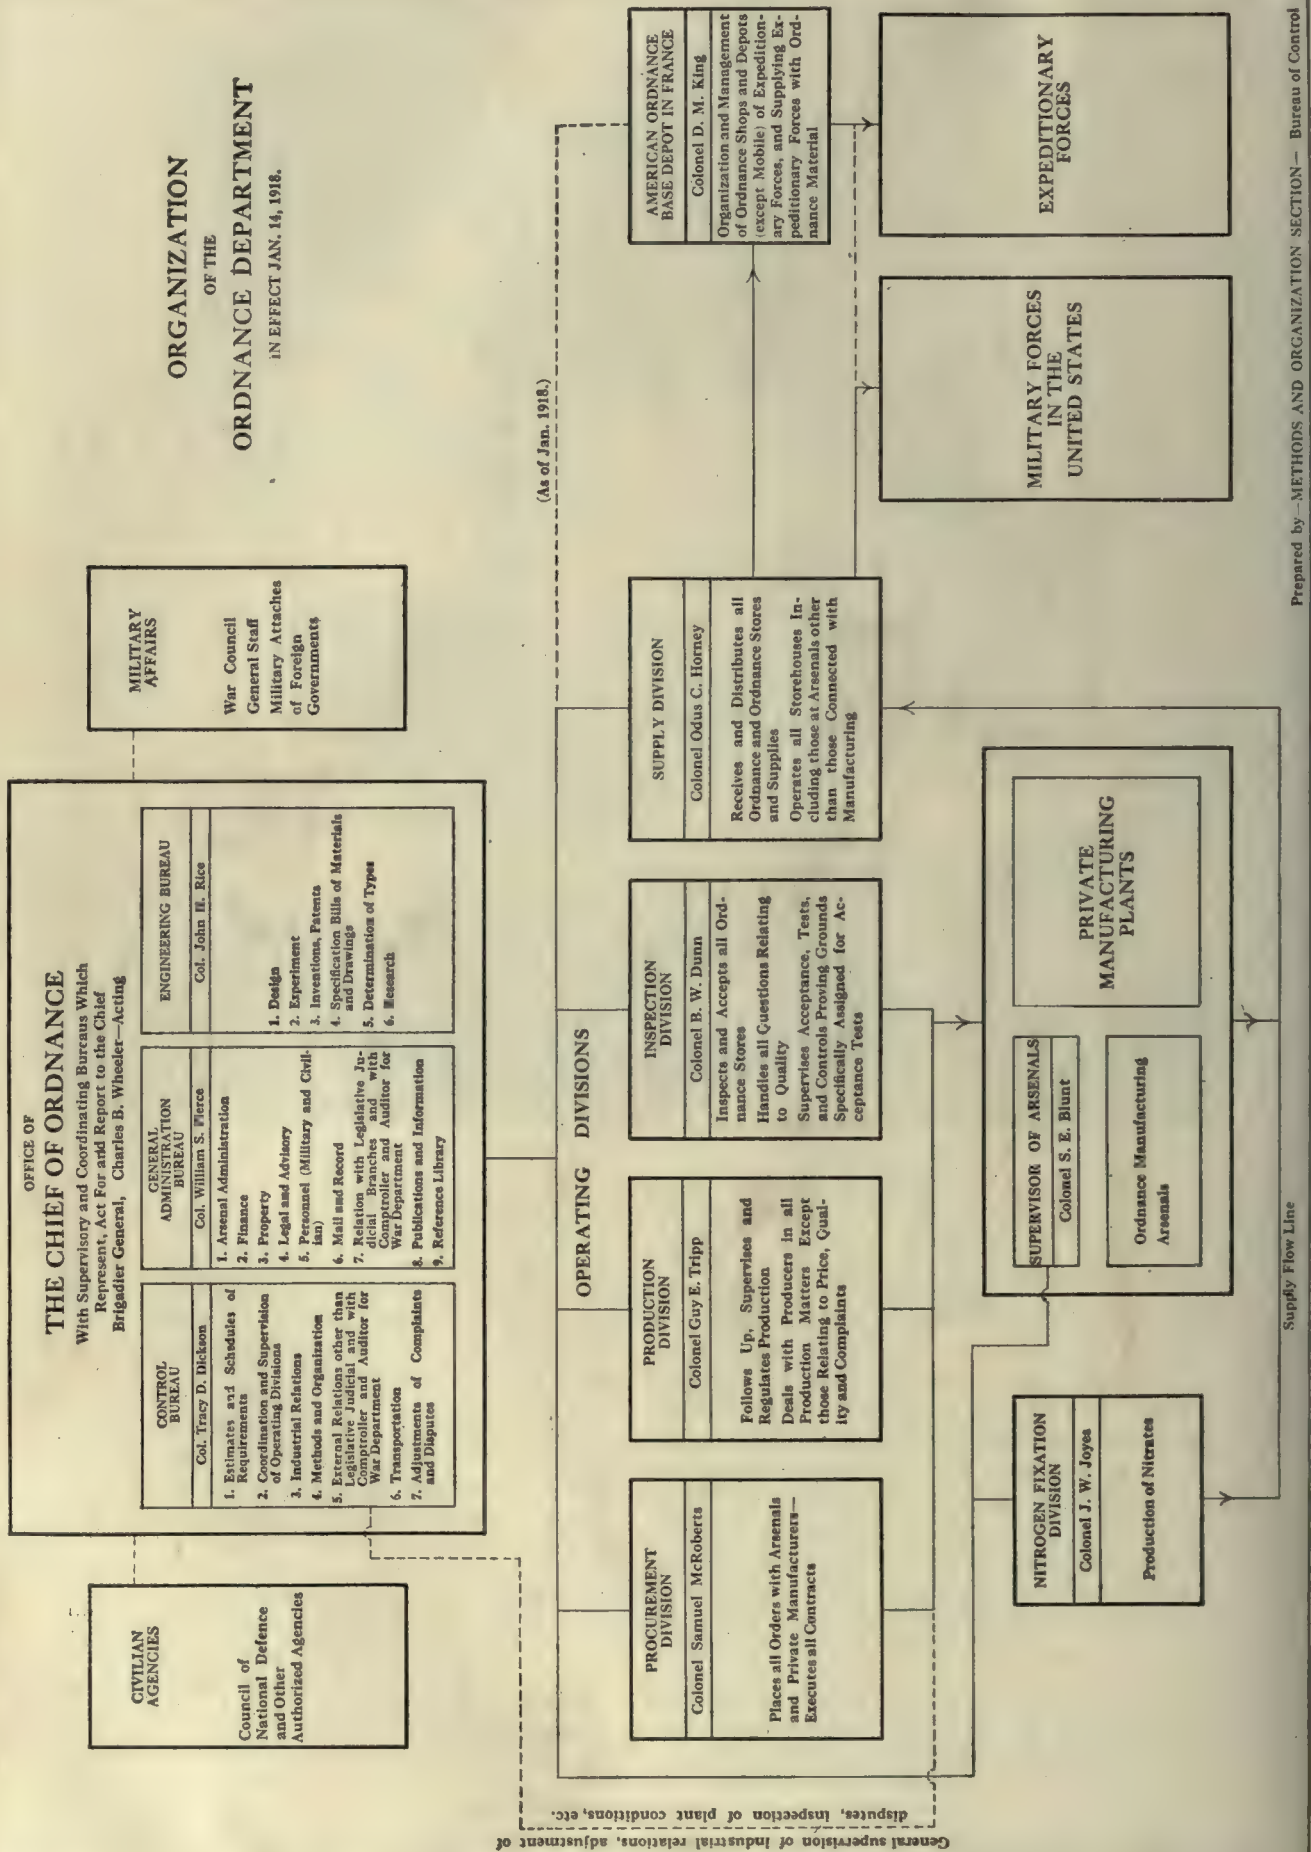 ORGANIZATION
OF THE
ORDNANCE DEPARTMENT
IN EFFECT JAN. 14, 1918.
OFFICE OF
THE CHIEF OF ORDNANCE
With Supervisory and Coordinating Bureaus Which
Represent, Act For and Report to the Chief
Brigadier General, Charles B. Wheeler—Acting
CIVILIAN
AGENCIES
Council of
National Defence
and Other
Authorized Agencies
CONTROL
BUREAU
Col. Tracy D. Dickson
1. Estimates and Schedules of
Requirements
2. Coordination and Supervision
of Operating Divisions
3. Industrial Relations
4. Methods and Organization
5. External Relations other than
Legislative Judicial and with
Comptroller and Auditor for
War Department
6. Transportation
7. Adjustments of Complaints
and Disputes
GENERAL
ADMINISTRATION
BUREAU
Col. William S. Pierce
1. Arsenal Administration
2. Finance
3. Property
4. Legal and Advisory
5. Personnel (Military and Civil-
ian)
6. Mail and Record
7. Relation with Legislative Ju-
dicial Branches and with
Comptroller and Auditor for
War Department
8. Publications and Information
9. Reference Library
ENGINEERING BUREAU
Col. John H. Rice
1. Design
2. Experiment
3. Inventions, Patents
4. Specification Bills of Materials
and Drawings
5. Determination of Types
6. Research
MILITARY
AFFAIRS
War Council
General Staff
Military Attaches
of Foreign
Governments
(As of Jan. 1918.)
General supervision of industrial relations, adjustment of
disputes, inspection of plant conditions, etc.
OPERATING DIVISIONS
PROCUREMENT
DIVISION
Colonel Samuel McRoberts
Places all Orders with Arsenals
and Private Manufacturers—
Executes all Contracts
PRODUCTION
DIVISION
Colonel Guy E. Tripp
Follows Up, Supervises and
Regulates Production
Deals with Producers in all
Production Matters Except
those Relating to Price, Qual-
ity and Complaints
INSPECTION
DIVISION
Colonel B. W. Dunn
Inspects and Accepts all Ord-
nance Stores
Handles all Questions Relating
to Quality
Supervises Acceptance, Tests,
and Controls Proving Grounds
Specifically Assigned for Ac-
ceptance Tests
SUPPLY DIVISION
Colonel Odus C. Horney
Receives and Distributes all
Ordnance and Ordnance Stores
and Supplies
Operates all Storehouses In-
cluding those at Arsenals other
than those Connected with
Manufacturing
AMERICAN ORDNANCE
BASE DEPOT IN FRANCE
Colonel D. M. King
Organization and Management
of Ordnance Shops and Depots
(except Mobile) of Expedition-
ary Forces, and Supplying Ex-
peditionary Forces with Ord-
nance Material
NITROGEN FIXATION
DIVISION
Colonel J. W. Joyes
Production of Nitrates
SUPERVISOR OF ARSENALS
Colonel S. E. Blunt
Ordnance Manufacturing
Arsenals
PRIVATE
MANUFACTURING
PLANTS
MILITARY FORCES
IN THE
UNITED STATES
EXPEDITIONARY
FORCES
Supply Flow Line
Prepared by—METHODS AND ORGANIZATION SECTION— Bureau of Control